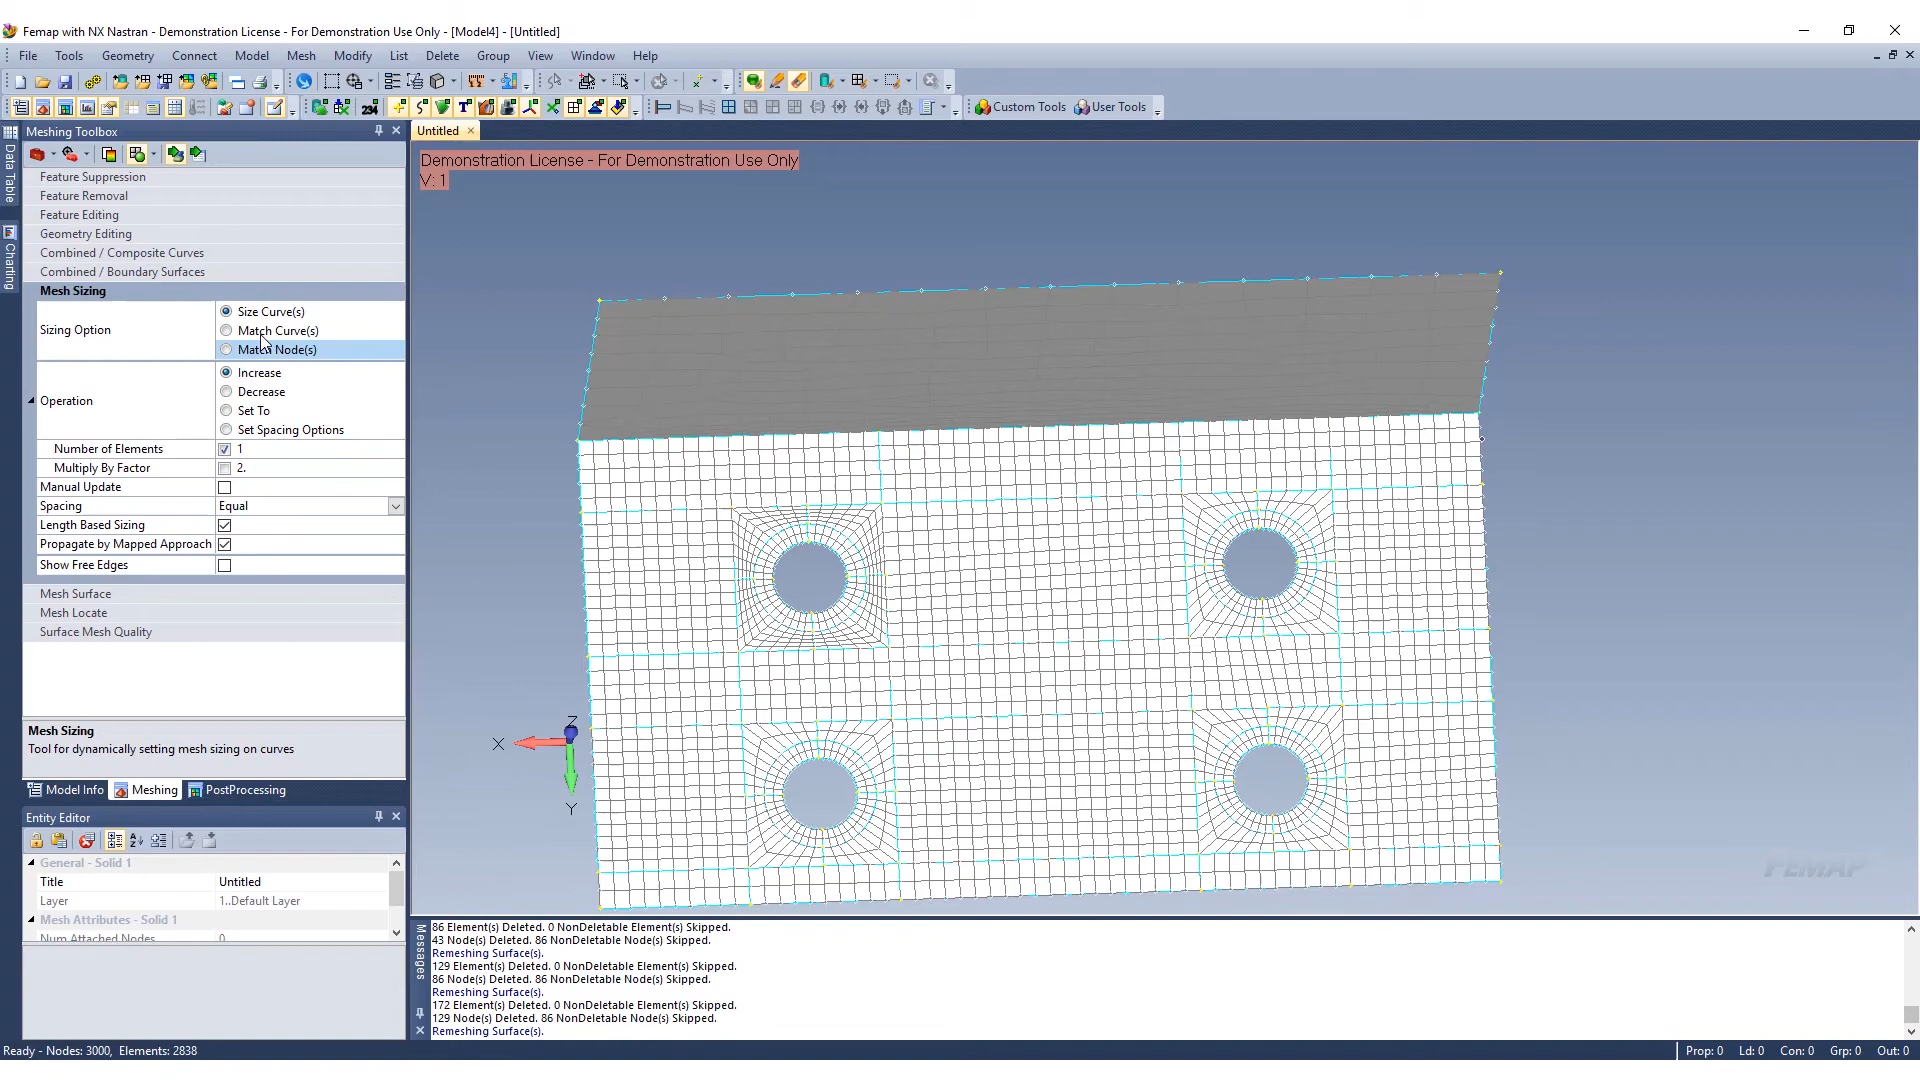 Femap with NX Nastran - Demonstration License - For Demonstration Use Only - [Model4] - [Untitled]
File Tools Geometry Connect Model Mesh Modify List Delete Group View Window Help
234 T Custom Tools User Tools
Meshing Toolbox
Untitled
Data Table
Charting
Demonstration License - For Demonstration Use Only
V: 1
Feature Suppression
Feature Removal
Feature Editing
Geometry Editing
Combined / Composite Curves
Combined / Boundary Surfaces
Mesh Sizing
Sizing Option
Size Curve(s)
Match Curve(s)
Match Node(s)
Operation
Increase
Decrease
Set To
Set Spacing Options
Number of Elements 1
Multiply By Factor 2.
Manual Update
Spacing Equal
Length Based Sizing
Propagate by Mapped Approach
Show Free Edges
Mesh Surface
Mesh Locate
Surface Mesh Quality
Mesh Sizing
Tool for dynamically setting mesh sizing on curves
Model Info Meshing PostProcessing
Entity Editor
General - Solid 1
Title Untitled
Layer 1..Default Layer
Mesh Attributes - Solid 1
Num Attached Nodes 0
Z
X
Y
FEMAP
Messages
86 Element(s) Deleted. 0 NonDeletable Element(s) Skipped.
43 Node(s) Deleted. 86 NonDeletable Node(s) Skipped.
Remeshing Surface(s).
129 Element(s) Deleted. 0 NonDeletable Element(s) Skipped.
86 Node(s) Deleted. 86 NonDeletable Node(s) Skipped.
Remeshing Surface(s).
172 Element(s) Deleted. 0 NonDeletable Element(s) Skipped.
129 Node(s) Deleted. 86 NonDeletable Node(s) Skipped.
Remeshing Surface(s).
Ready - Nodes: 3000, Elements: 2838
Prop: 0 Ld: 0 Con: 0 Grp: 0 Out: 0